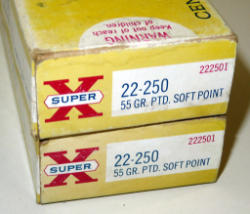 CEN
WARNING
Keep out of reach
of children.
222501
X
SUPER
22-250
55 GR. PTD. SOFT POINT
222501
X
SUPER
22-250
55 GR. PTD. SOFT POINT